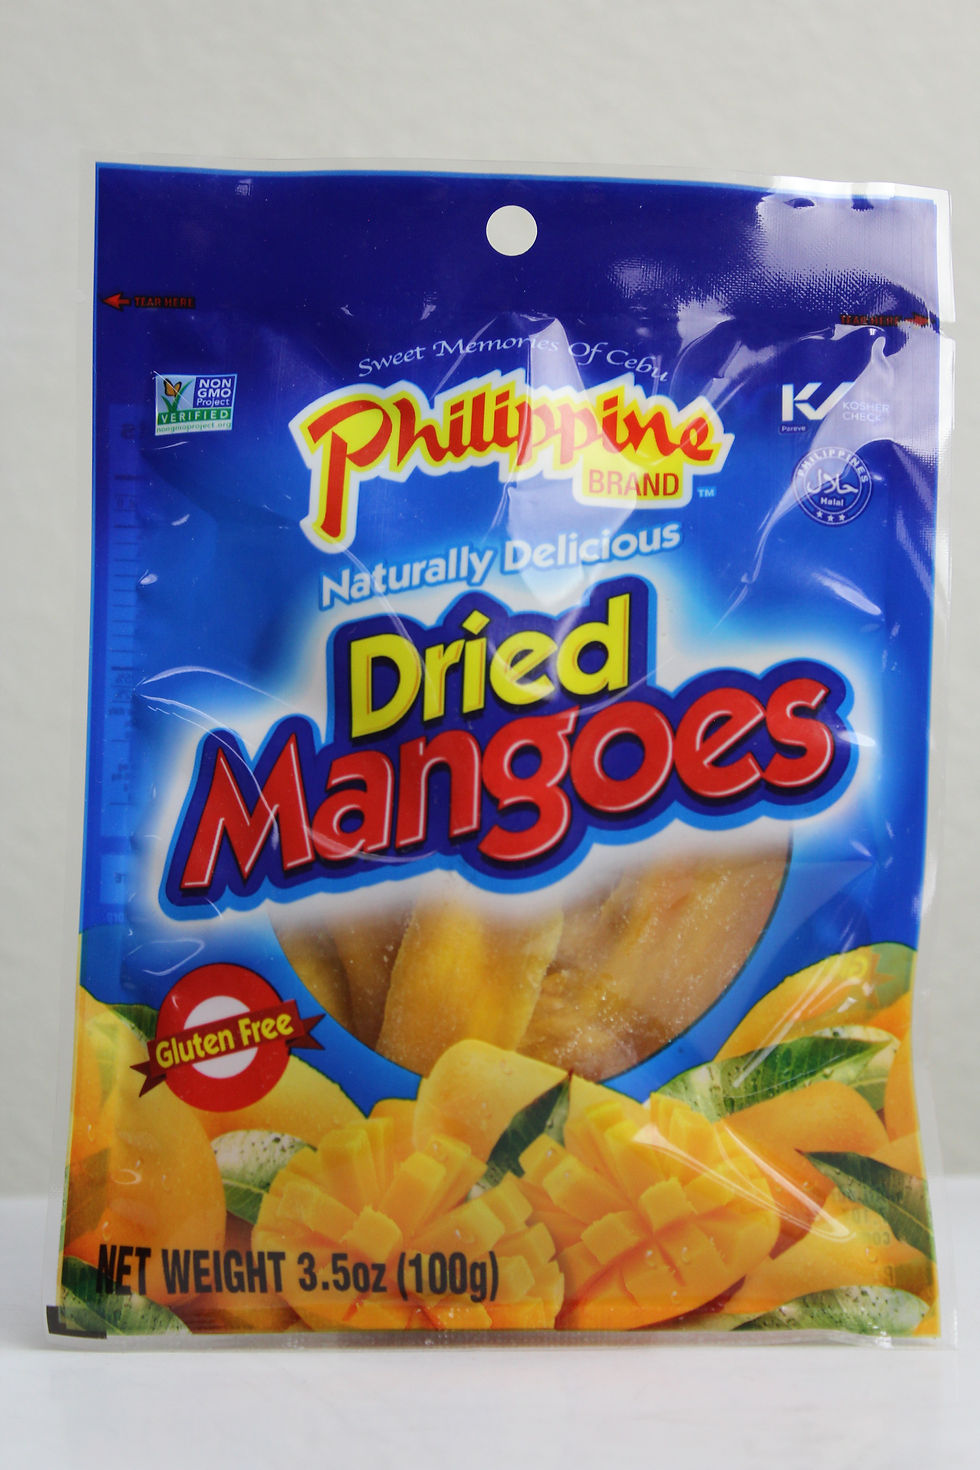 TEAR HERE
TEAR HERE
Sweet Memories Of Cebu
NON
GMO
Project
VERIFIED
nongmoproject.org
Philippine
BRAND
TM
K
KOSHER
CHECK
Pareve
PHILIPPINES
حلال
Halal
Naturally Delicious
Dried
Mangoes
Gluten Free
NET WEIGHT 3.5oz (100g)